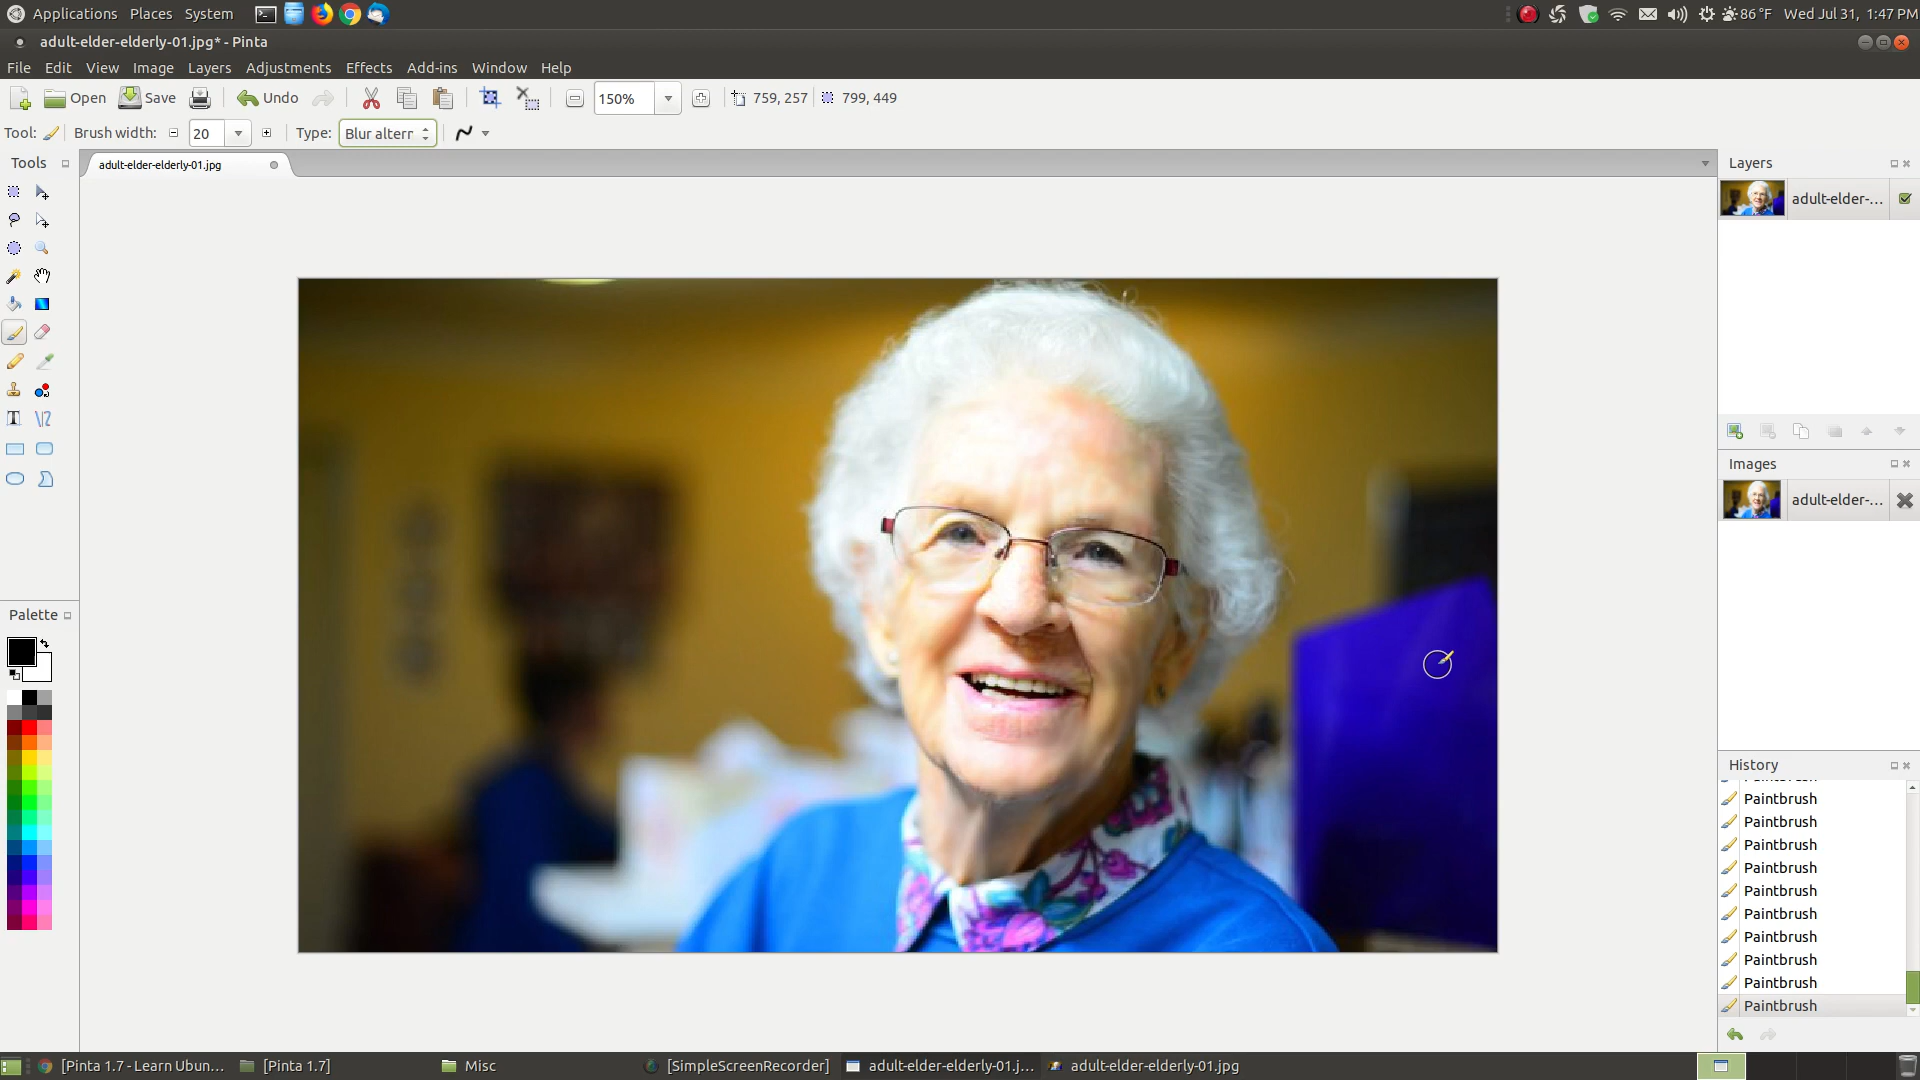 Applications Places System 86 °F Wed Jul 31, 1:47 PM
adult-elder-elderly-01.jpg* - Pinta
File Edit View Image Layers Adjustments Effects Add-ins Window Help
Open Save Undo 150% 759, 257 799, 449
Tool: Brush width: 20 Type: Blur altern
Tools
adult-elder-elderly-01.jpg
Layers
adult-elder-...
Images
adult-elder-...
Palette
History
Paintbrush
Paintbrush
Paintbrush
Paintbrush
Paintbrush
Paintbrush
Paintbrush
Paintbrush
Paintbrush
Paintbrush
Paintbrush
[Pinta 1.7 - Learn Ubun... [Pinta 1.7] Misc [SimpleScreenRecorder] adult-elder-elderly-01.j... adult-elder-elderly-01.jpg